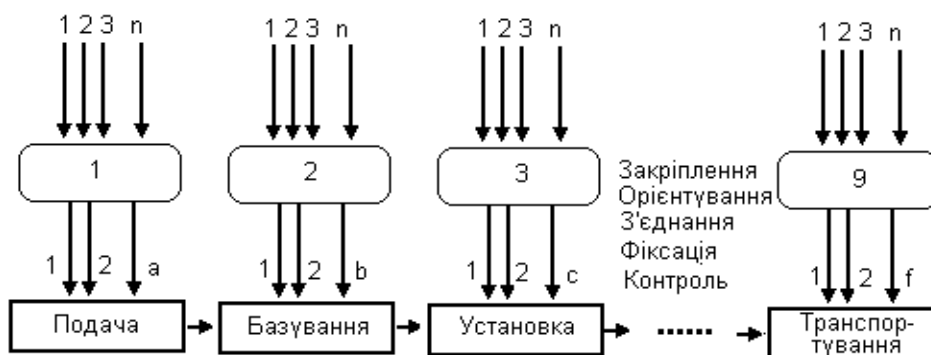 1 2 3 n
1 2 3 n
1 2 3 n
1 2 3 n
1
2
3
9
Закріплення
Орієнтування
З'єднання
Фіксація
Контроль
1 2 a
1 2 b
1 2 c
1 2 f
Подача
Базування
Установка
......
Транспор-
тування